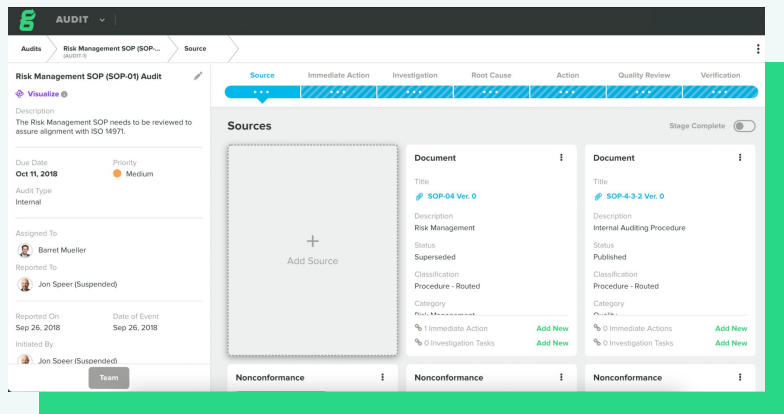 AUDIT
Audits
Risk Management SOP (SOP-...
(AUDIT-1)
Source
Risk Management SOP (SOP-01) Audit
Visualize
Description
The Risk Management SOP needs to be reviewed to
assure alignment with ISO 14971.
Due Date
Priority
Oct 11, 2018
Medium
Audit Type
Internal
Assigned To
Barret Mueller
Reported To
Jon Speer (Suspended)
Reported On
Date of Event
Sep 26, 2018
Sep 26, 2018
Initiated By
Jon Speer (Suspended)
Team
Source
Immediate Action
Investigation
Root Cause
Action
Quality Review
Verification
Sources
Stage Complete
+
Add Source
Document
Title
SOP-04 Ver. 0
Description
Risk Management
Status
Superseded
Classification
Procedure - Routed
Category
Risk Management
1 Immediate Action
Add New
0 Investigation Tasks
Add New
Document
Title
SOP-4-3-2 Ver. 0
Description
Internal Auditing Procedure
Status
Published
Classification
Procedure - Routed
Category
Quality
0 Immediate Actions
Add New
0 Investigation Tasks
Add New
Nonconformance
Nonconformance
Nonconformance